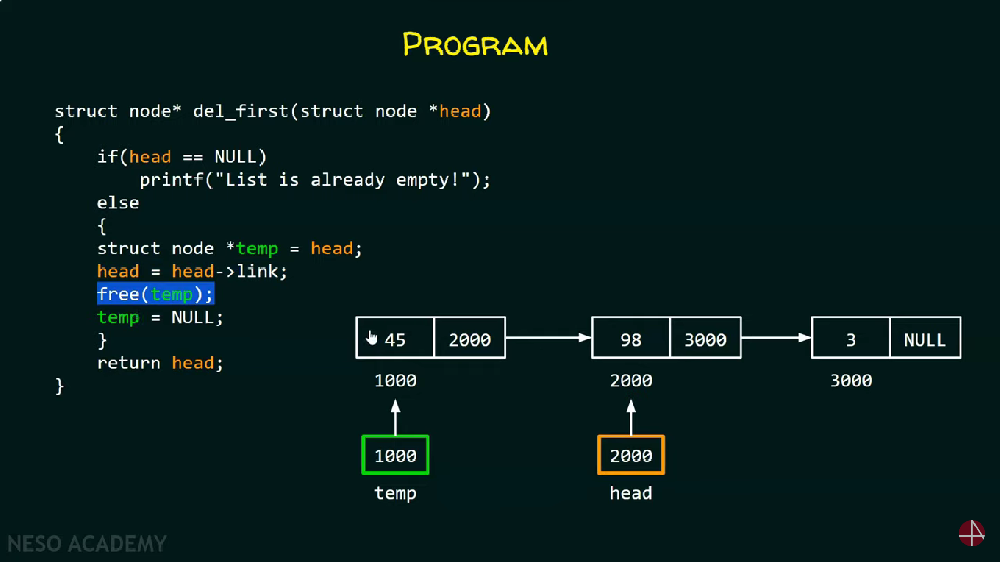 PROGRAM
struct node* del_first(struct node *head)
{
if(head == NULL)
printf("List is already empty!");
else
{
struct node *temp = head;
head = head->link;
free(temp);
temp = NULL;
}
return head;
}
45 2000 98 3000 3 NULL
1000 2000 3000
1000 2000
temp head
NESO ACADEMY